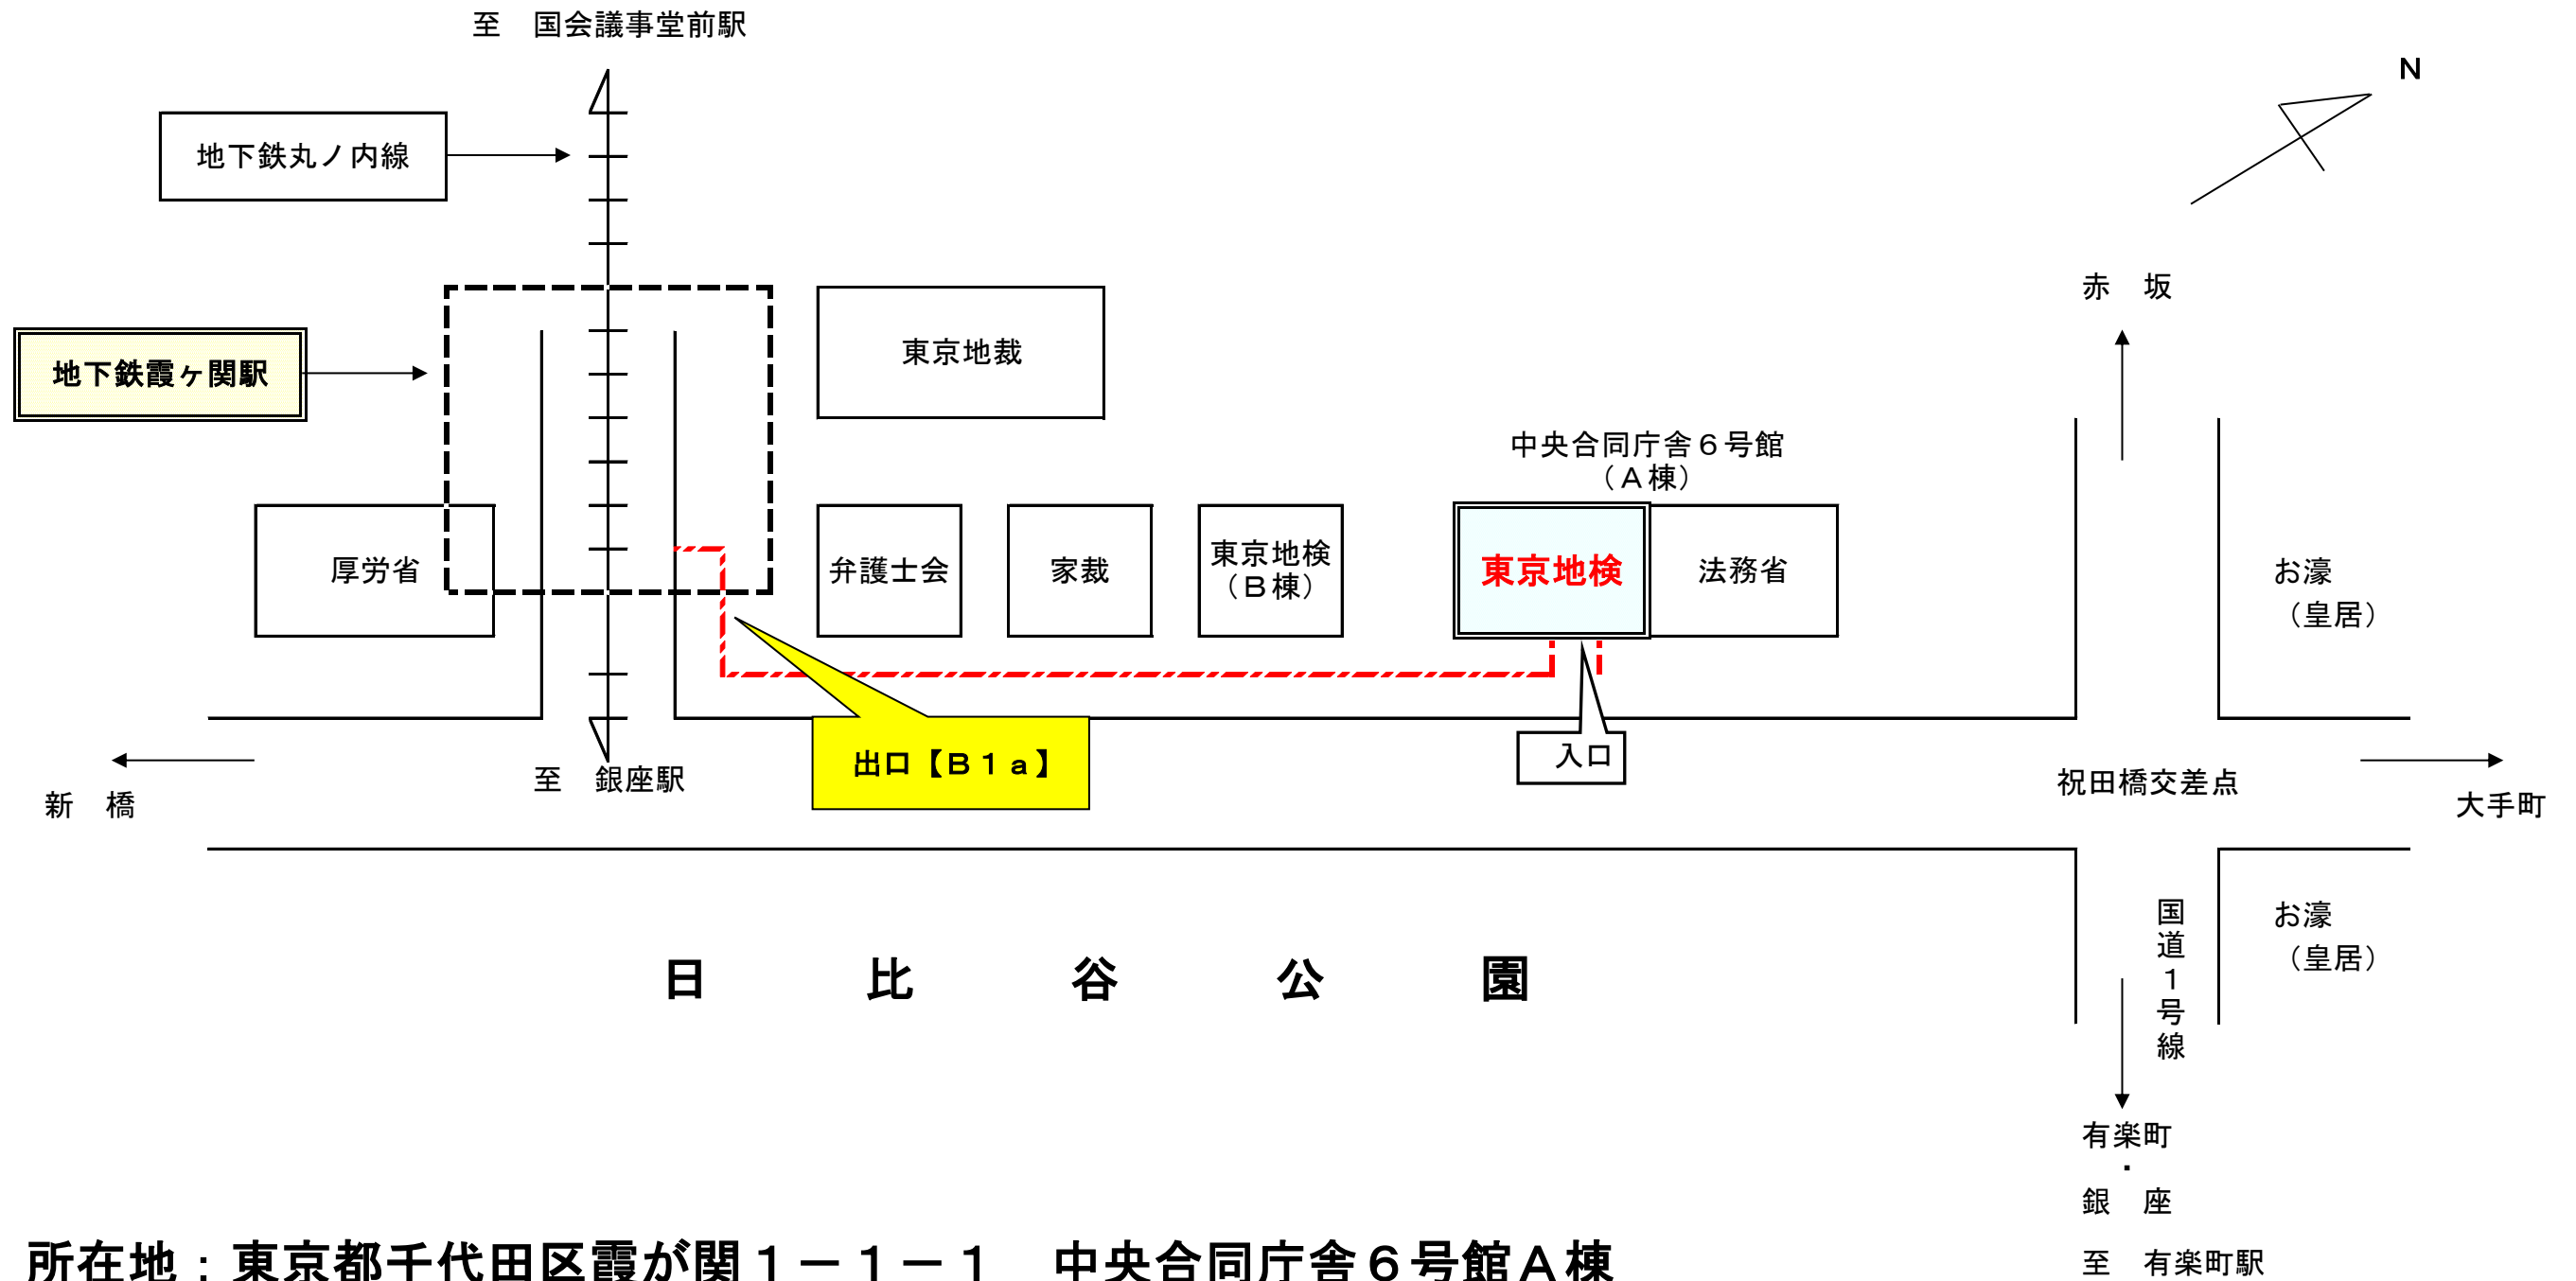 至　国会議事堂前駅
N
地下鉄丸ノ内線
赤　坂
東京地裁
地下鉄霞ヶ関駅
中央合同庁舎６号館
（Ａ棟）
厚労省
弁護士会
家裁
東京地検
（Ｂ棟）
東京地検
法務省
お濠
（皇居）
出口【Ｂ１ａ】
入口
至　銀座駅
新　橋
祝田橋交差点
大手町
国道１号線
お濠
（皇居）
日比谷公園
有楽町
・
銀　座
至　有楽町駅
所在地：東京都千代田区霞が関１－１－１　中央合同庁舎６号館Ａ棟